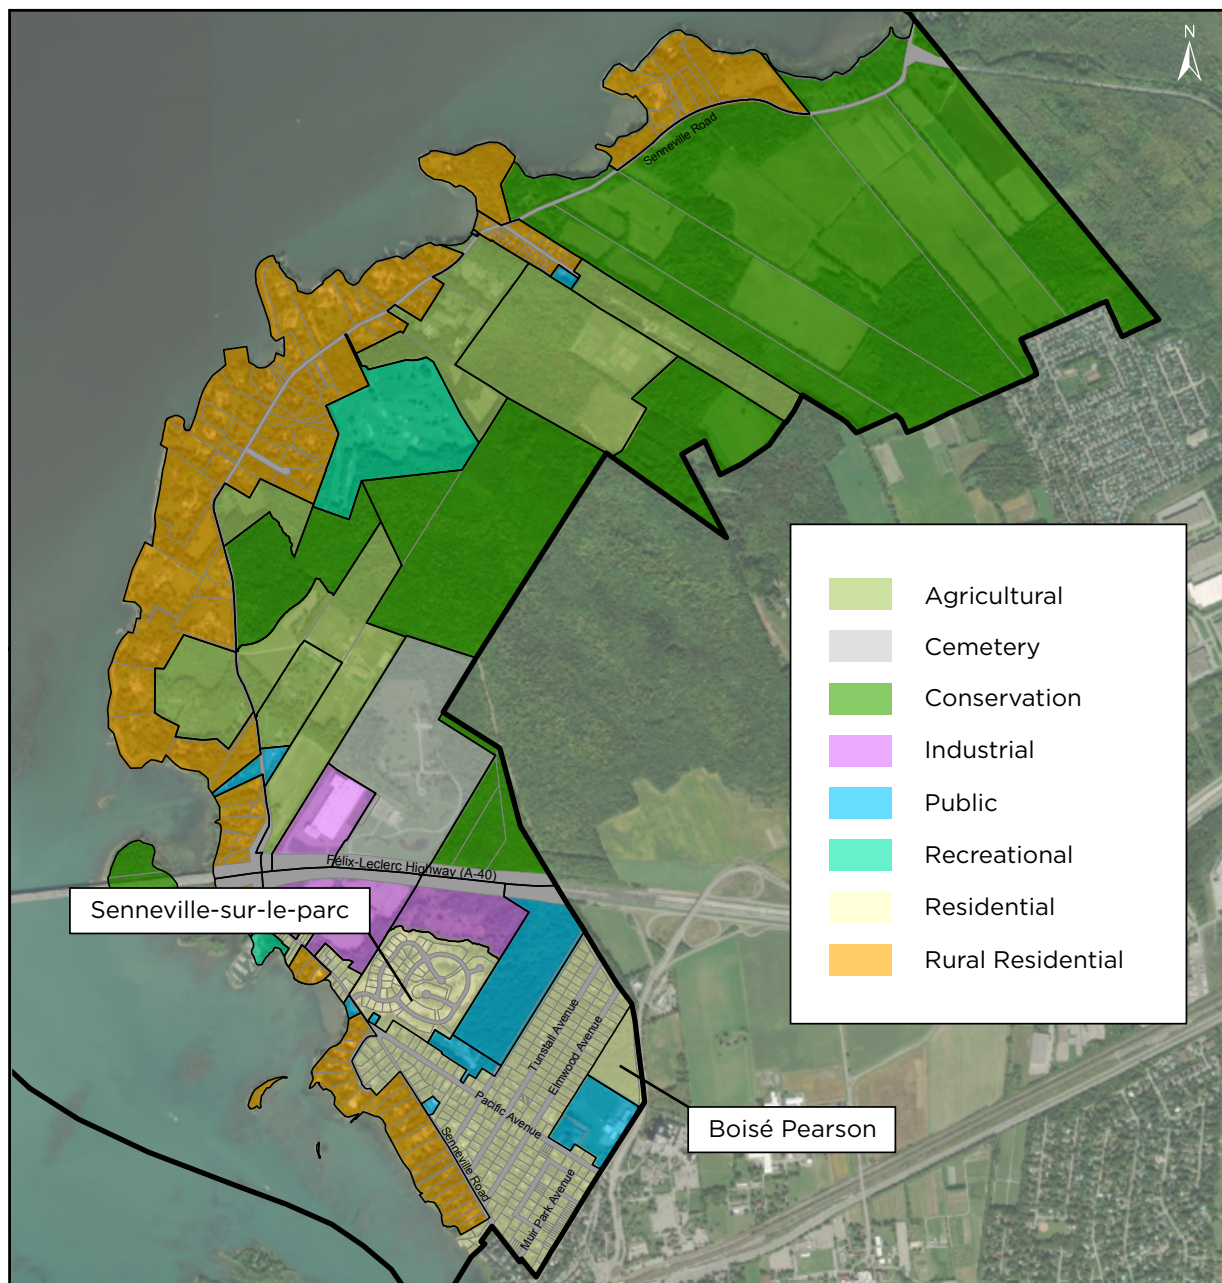 N
Senneville Road
Félix-Leclerc Highway (A-40)
Senneville-sur-le-parc
Tunstall Avenue
Elmwood Avenue
Pacific Avenue
Senneville Road
Muir Park Avenue
Boisé Pearson
Agricultural
Cemetery
Conservation
Industrial
Public
Recreational
Residential
Rural Residential